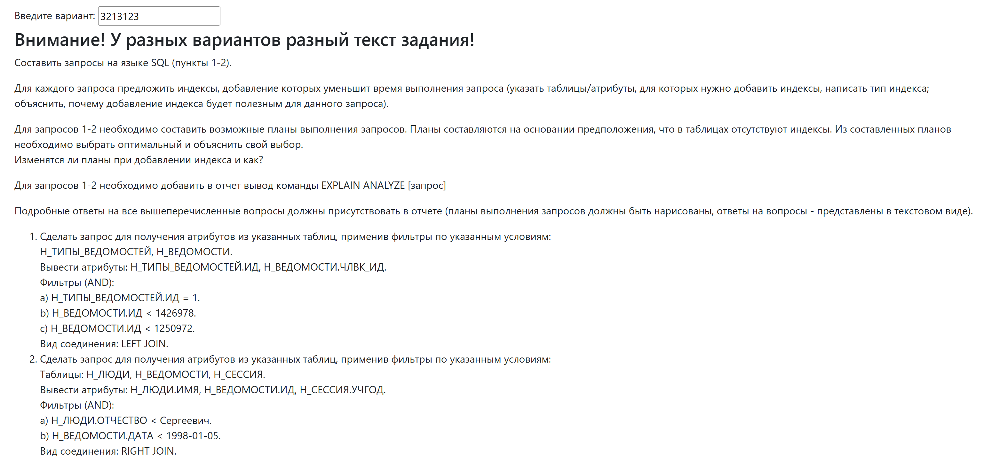 Введите вариант: 3213123
Внимание! У разных вариантов разный текст задания!
Составить запросы на языке SQL (пункты 1-2).
Для каждого запроса предложить индексы, добавление которых уменьшит время выполнения запроса (указать таблицы/атрибуты, для которых нужно добавить индексы, написать тип индекса;
объяснить, почему добавление индекса будет полезным для данного запроса).
Для запросов 1-2 необходимо составить возможные планы выполнения запросов. Планы составляются на основании предположения, что в таблицах отсутствуют индексы. Из составленных планов
необходимо выбрать оптимальный и объяснить свой выбор.
Изменятся ли планы при добавлении индекса и как?
Для запросов 1-2 необходимо добавить в отчет вывод команды EXPLAIN ANALYZE [запрос]
Подробные ответы на все вышеперечисленные вопросы должны присутствовать в отчете (планы выполнения запросов должны быть нарисованы, ответы на вопросы - представлены в текстовом виде).
1. Сделать запрос для получения атрибутов из указанных таблиц, применив фильтры по указанным условиям:
Н_ТИПЫ_ВЕДОМОСТЕЙ, Н_ВЕДОМОСТИ.
Вывести атрибуты: Н_ТИПЫ_ВЕДОМОСТЕЙ.ИД, Н_ВЕДОМОСТИ.ЧЛВК_ИД.
Фильтры (AND):
a) Н_ТИПЫ_ВЕДОМОСТЕЙ.ИД = 1.
b) Н_ВЕДОМОСТИ.ИД < 1426978.
c) Н_ВЕДОМОСТИ.ИД < 1250972.
Вид соединения: LEFT JOIN.
2. Сделать запрос для получения атрибутов из указанных таблиц, применив фильтры по указанным условиям:
Таблицы: Н_ЛЮДИ, Н_ВЕДОМОСТИ, Н_СЕССИЯ.
Вывести атрибуты: Н_ЛЮДИ.ИМЯ, Н_ВЕДОМОСТИ.ИД, Н_СЕССИЯ.УЧГОД.
Фильтры (AND):
a) Н_ЛЮДИ.ОТЧЕСТВО < Сергеевич.
b) Н_ВЕДОМОСТИ.ДАТА < 1998-01-05.
Вид соединения: RIGHT JOIN.